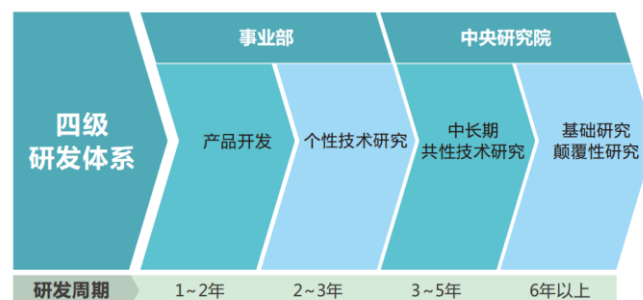 四级
研发体系
事业部
中央研究院
产品开发
个性技术研究
中长期
共性技术研究
基础研究
颠覆性研究
研发周期
1~2年
2~3年
3~5年
6年以上